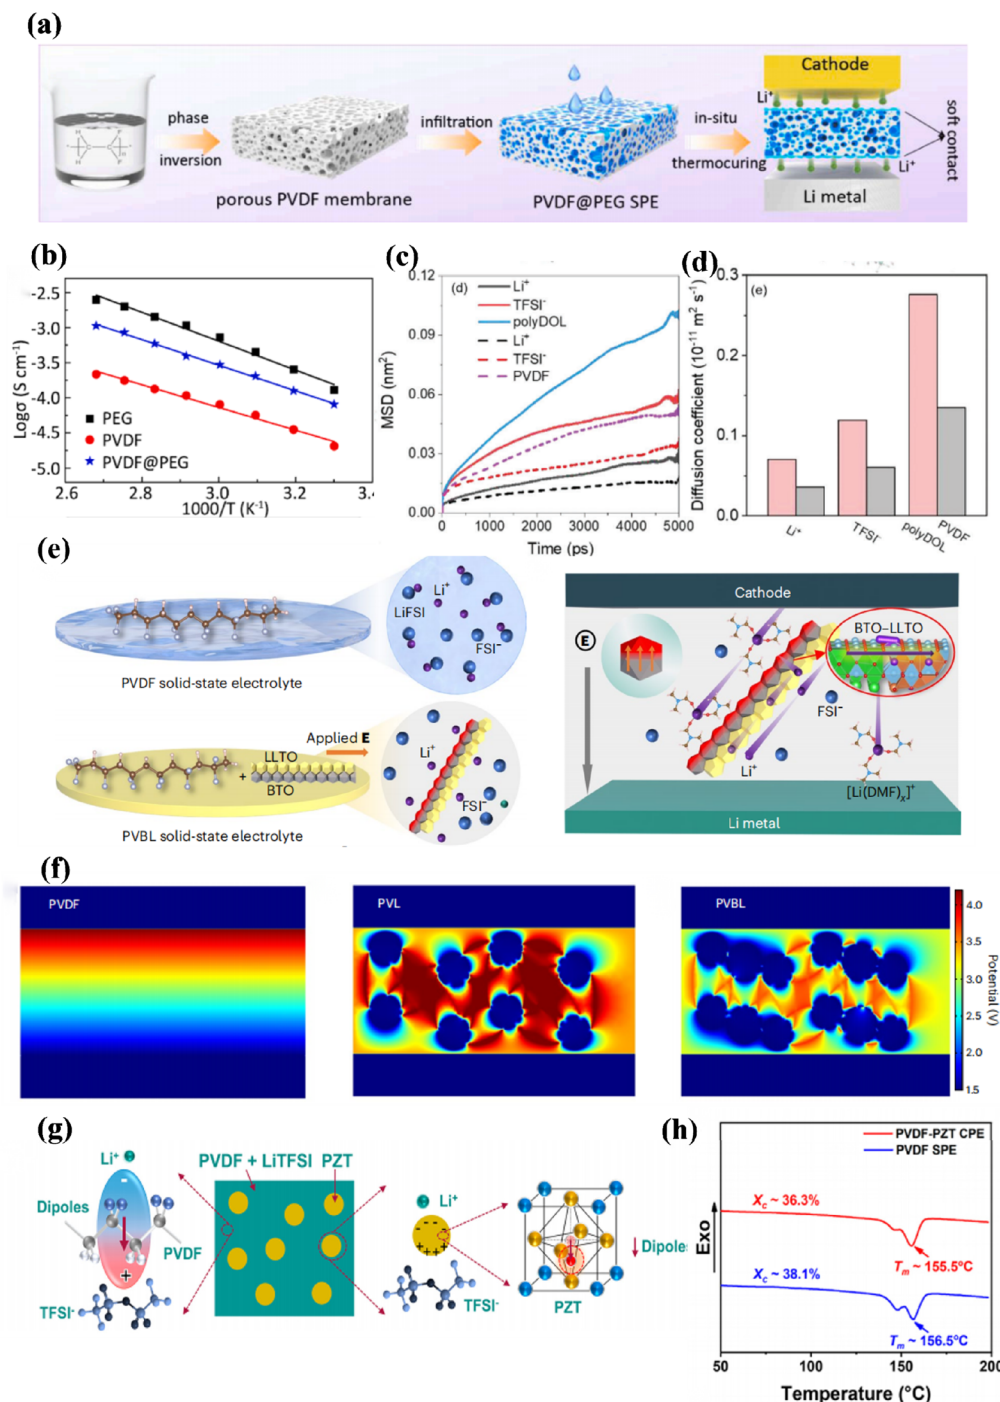 (a)
Cathode
Li⁺
phase
inversion
infiltration
in-situ
thermocuring
soft contact
Li⁺
porous PVDF membrane
PVDF@PEG SPE
Li metal
H F
C C
H F
(b)
-2.5
-3.0
-3.5
-4.0
-4.5
-5.0
Logσ (S cm⁻¹)
PEG
PVDF
PVDF@PEG
2.6 2.8 3.0 3.2 3.4
1000/T (K⁻¹)
(c)
0.12
0.09
0.06
0.03
0.00
MSD (nm²)
(d)
Li⁺
TFSI⁻
polyDOL
Li⁺
TFSI⁻
PVDF
0 1000 2000 3000 4000 5000
Time (ps)
(d)
0.3
0.2
0.1
0.0
Diffusion coefficient (10⁻¹¹ m² s⁻¹)
(e)
Li⁺ TFSI⁻ polyDOL PVDF
(e)
Li⁺
LiFSI
FSI⁻
PVDF solid-state electrolyte
Applied E
LLTO
+
BTO
Li⁺
FSI⁻
PVBL solid-state electrolyte
Cathode
E
BTO–LLTO
FSI⁻
Li⁺
[Li(DMF)ₓ]⁺
Li metal
(f)
PVDF
PVL
PVBL
4.0
3.5
3.0
2.5
2.0
1.5
Potential (V)
(g)
Li⁺
Dipoles
-
+
PVDF
TFSI⁻
PVDF + LiTFSI PZT
Li⁺
- - - -
+ + + +
TFSI⁻
PZT
Dipoles
(h)
PVDF-PZT CPE
PVDF SPE
Xc ~ 36.3%
Tm ~ 155.5°C
Xc ~ 38.1%
Tm ~ 156.5°C
Exo
50 100 150 200
Temperature (°C)